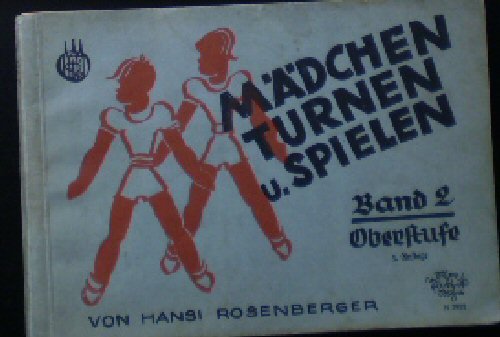 MÄDCHEN
TURNEN
u. SPIELEN
Band 2
Oberstufe
VON HANSI ROSENBERGER